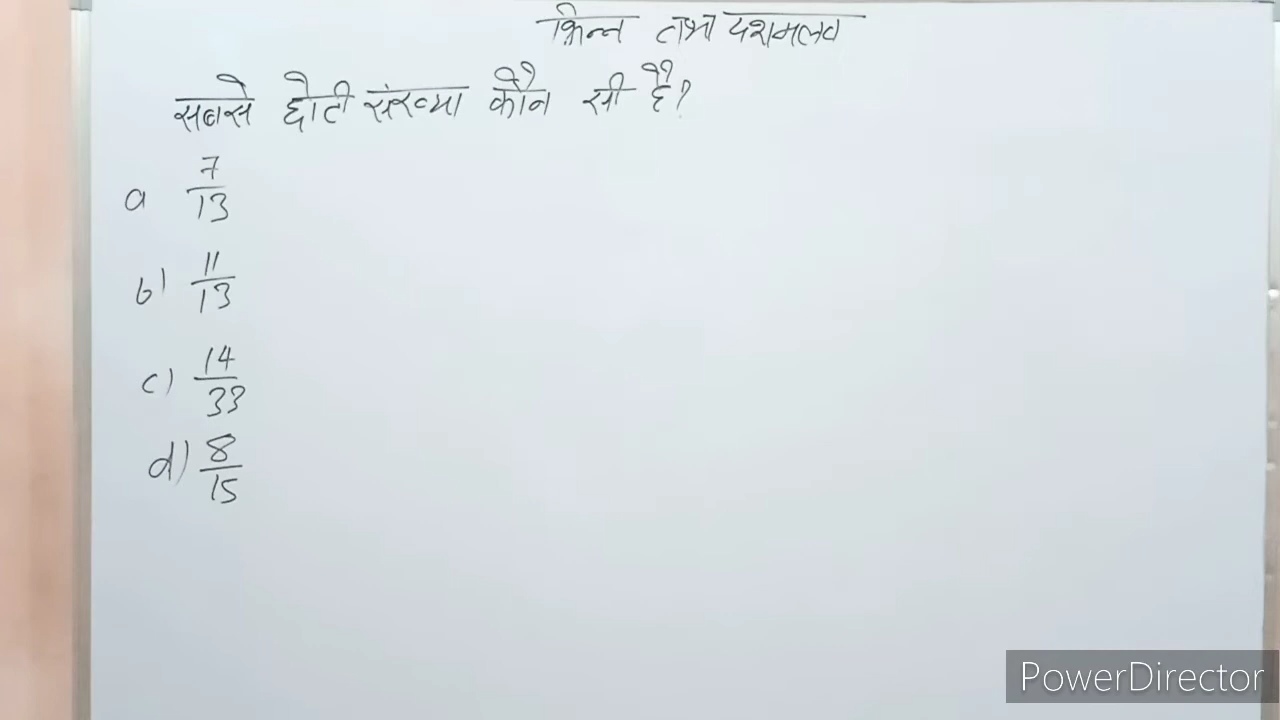 भिन्न तथा दशमलव
सबसे छोटी संख्या कौन सी है?
a 7/13
b) 11/13
c) 14/33
d) 8/15
PowerDirector